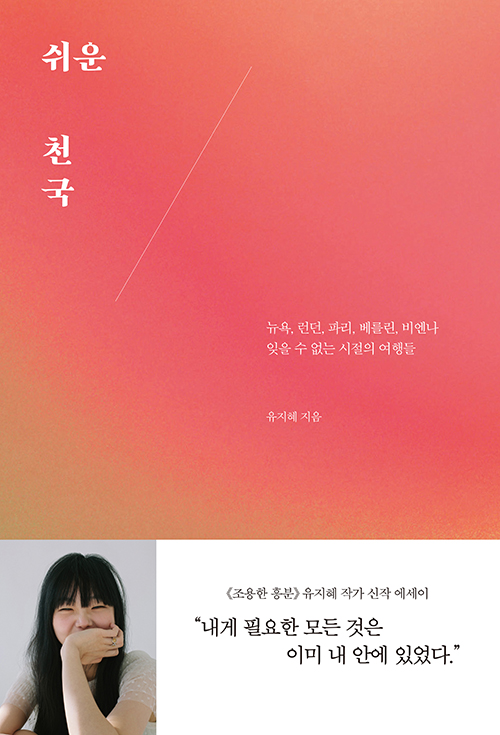 쉬운
천
국
뉴욕, 런던, 파리, 베를린, 비엔나
잊을 수 없는 시절의 여행들
유지혜 지음
《조용한 흥분》 유지혜 작가 신작 에세이
“내게 필요한 모든 것은
이미 내 안에 있었다.”